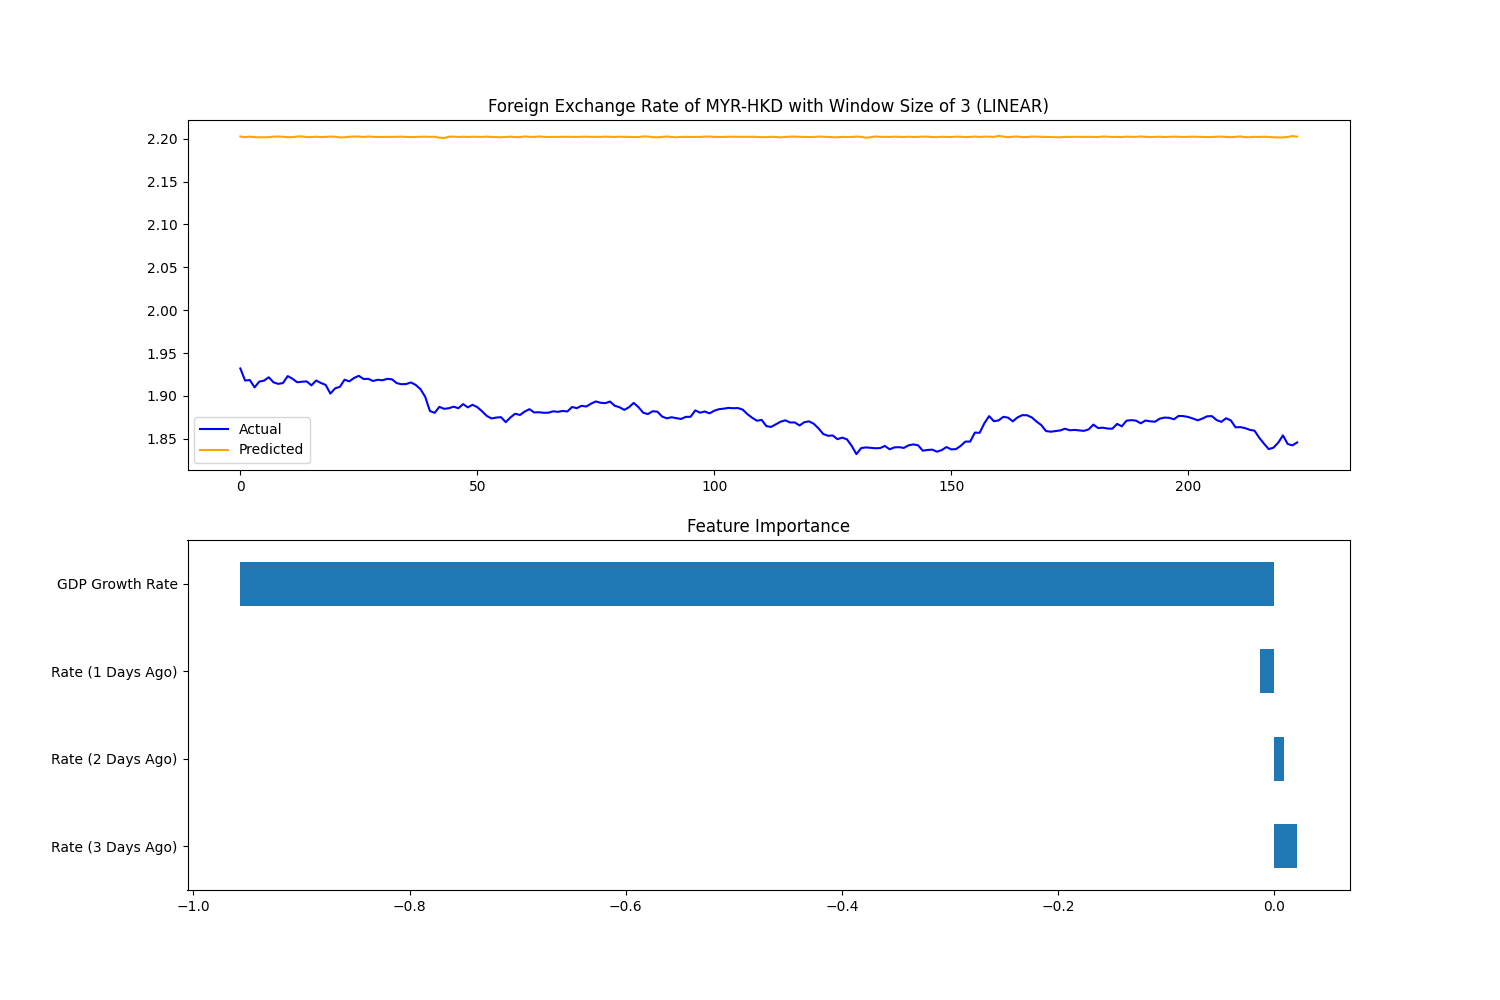 Foreign Exchange Rate of MYR-HKD with Window Size of 3 (LINEAR)
2.20
2.15
2.10
2.05
2.00
1.95
1.90
1.85
Actual
Predicted
0 50 100 150 200
Feature Importance
GDP Growth Rate
Rate (1 Days Ago)
Rate (2 Days Ago)
Rate (3 Days Ago)
−1.0 −0.8 −0.6 −0.4 −0.2 0.0